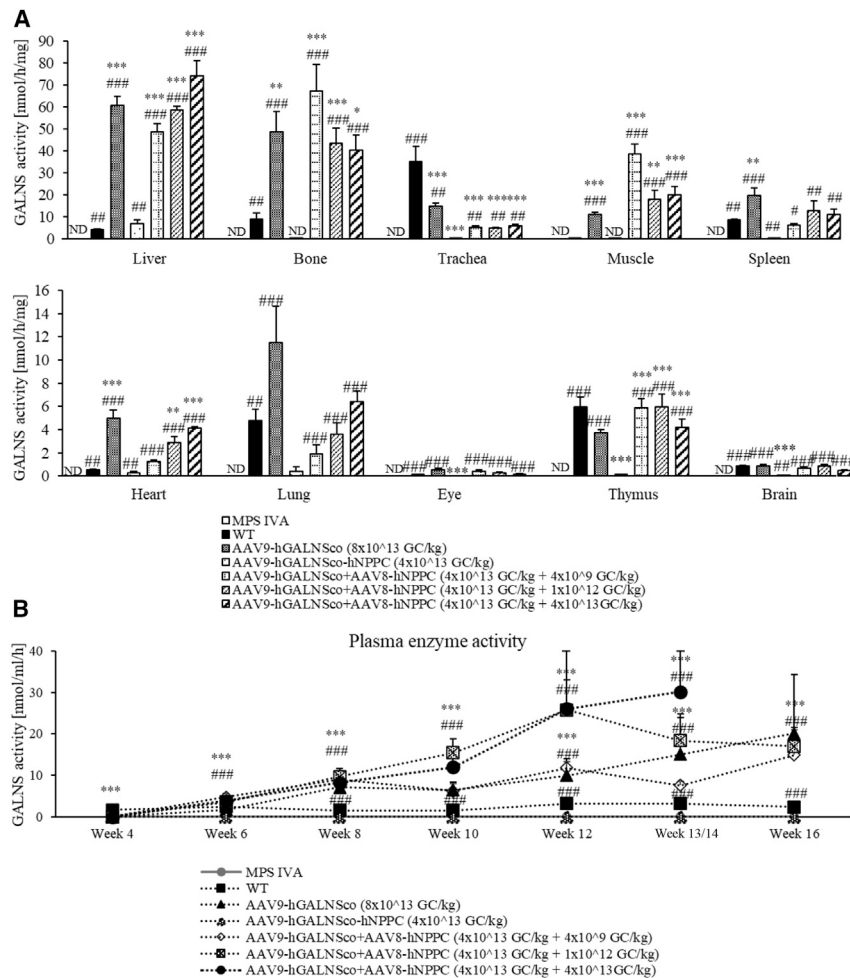 A
GALNS activity [nmol/h/mg]
90
80
70
60
50
40
30
20
10
0
ND ## *** ### ## *** ### *** ### *** ###
ND ## ** ### ND *** ### *** ### * ###
ND ### *** ## *** *** ## *** ## *** ##
ND *** ### ND *** ### ** ### *** ###
ND ## ** ### ## # ## ##
Liver Bone Trachea Muscle Spleen
GALNS activity [nmol/h/mg]
16
14
12
10
8
6
4
2
0
ND ## *** ### ## ### ** ### *** ###
ND ## ### ### ### ###
ND ### ### *** ### ### ###
ND ### ### *** *** ### *** ### *** ###
ND ### ### *** ## ### ### ###
Heart Lung Eye Thymus Brain
MPS IVA
WT
AAV9-hGALNSco (8x10^13 GC/kg)
AAV9-hGALNSco-hNPPC (4x10^13 GC/kg)
AAV9-hGALNSco+AAV8-hNPPC (4x10^13 GC/kg + 4x10^9 GC/kg)
AAV9-hGALNSco+AAV8-hNPPC (4x10^13 GC/kg + 1x10^12 GC/kg)
AAV9-hGALNSco+AAV8-hNPPC (4x10^13 GC/kg + 4x10^13GC/kg)
B
Plasma enzyme activity
GALNS activity [nmol/ml/h]
40
30
20
10
0
***
*** ###
*** ### ###
*** ### ###
*** ### *** ### ###
*** ### *** ### ###
*** ### ###
Week 4 Week 6 Week 8 Week 10 Week 12 Week 13/14 Week 16
MPS IVA
WT
AAV9-hGALNSco (8x10^13 GC/kg)
AAV9-hGALNSco-hNPPC (4x10^13 GC/kg)
AAV9-hGALNSco+AAV8-hNPPC (4x10^13 GC/kg + 4x10^9 GC/kg)
AAV9-hGALNSco+AAV8-hNPPC (4x10^13 GC/kg + 1x10^12 GC/kg)
AAV9-hGALNSco+AAV8-hNPPC (4x10^13 GC/kg + 4x10^13GC/kg)